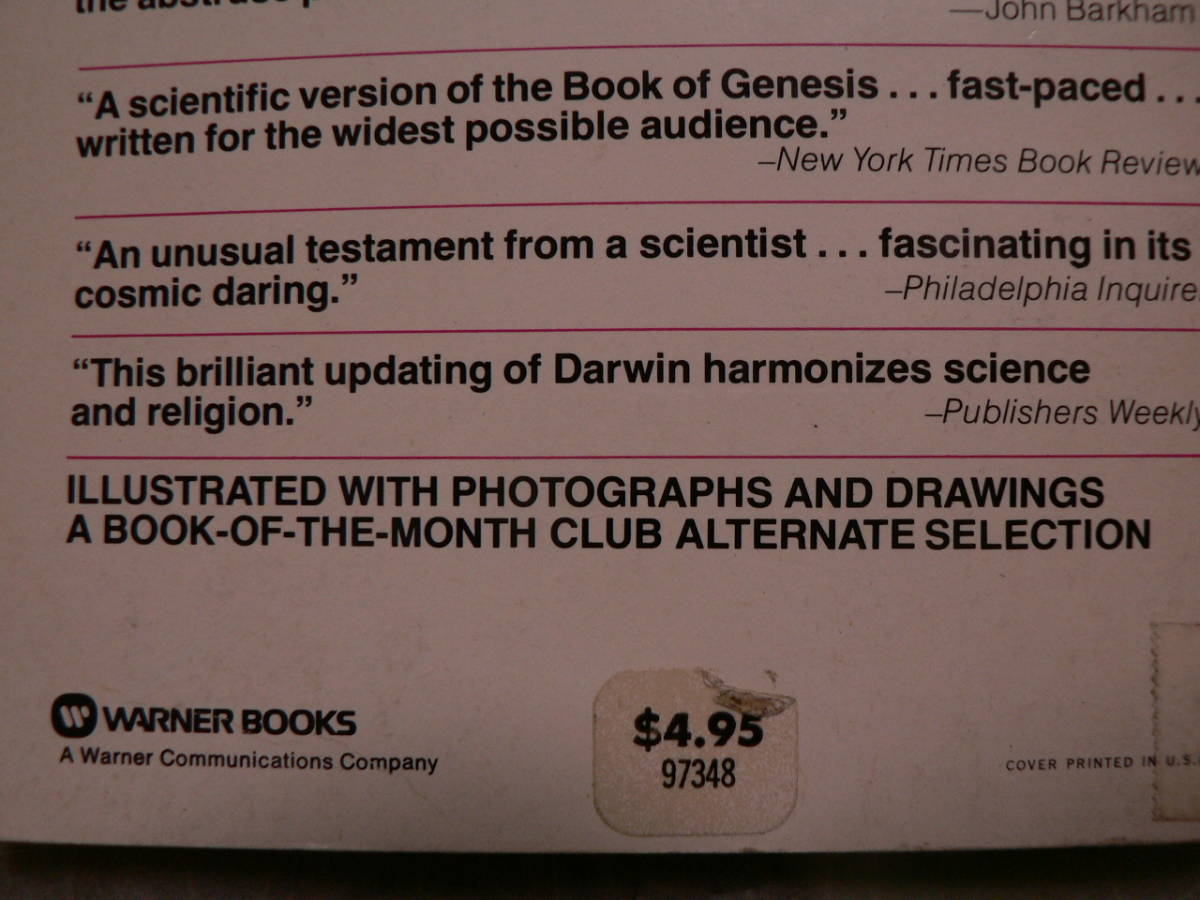 —John Barkham
“A scientific version of the Book of Genesis . . . fast-paced . . .
written for the widest possible audience.”
–New York Times Book Review
“An unusual testament from a scientist . . . fascinating in its
cosmic daring.”
–Philadelphia Inquire
“This brilliant updating of Darwin harmonizes science
and religion.”
–Publishers Weekly
ILLUSTRATED WITH PHOTOGRAPHS AND DRAWINGS
A BOOK-OF-THE-MONTH CLUB ALTERNATE SELECTION
WARNER BOOKS
A Warner Communications Company
$4.95
97348
COVER PRINTED IN U.S.